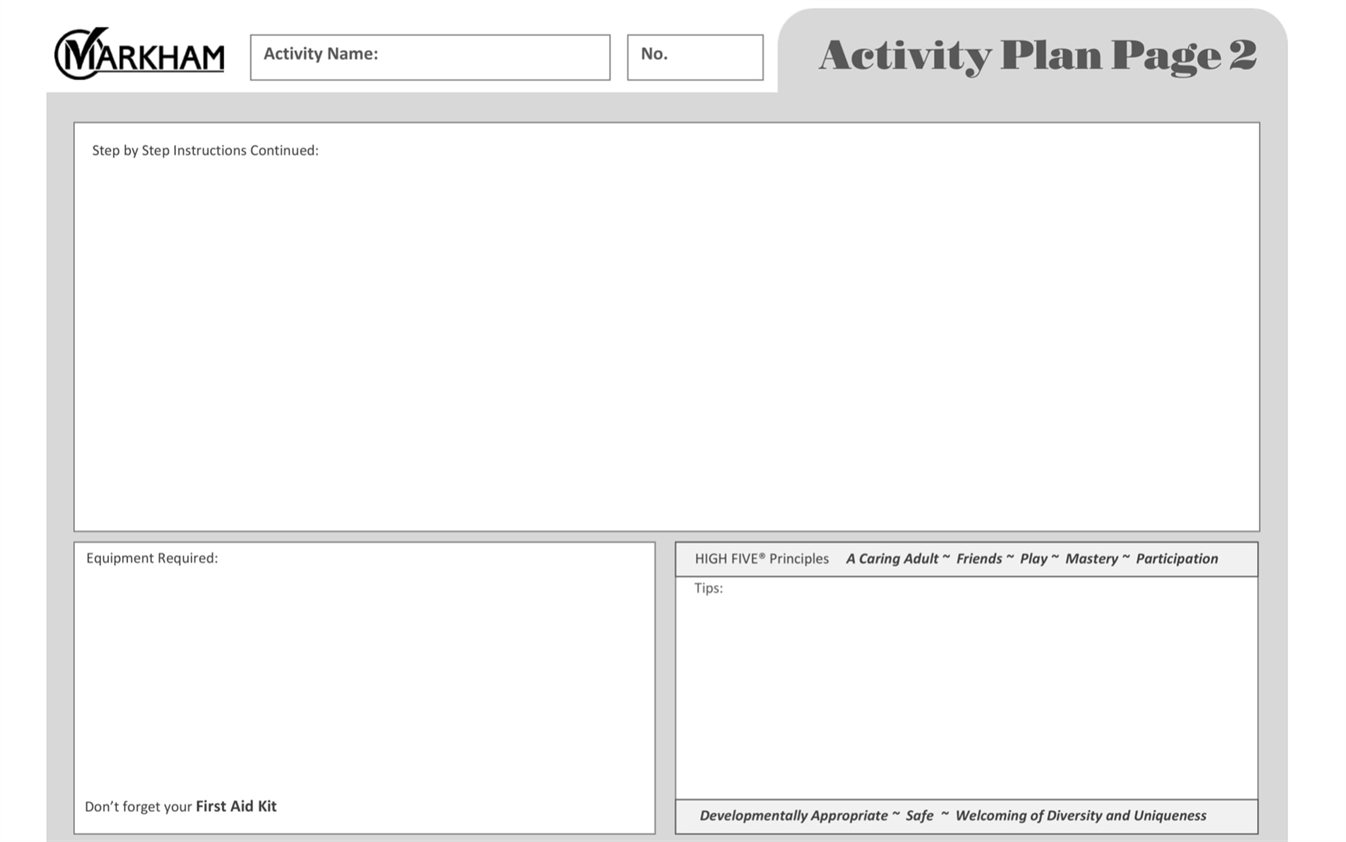 MARKHAM
Activity Name:
No.
Activity Plan Page 2
Step by Step Instructions Continued:
Equipment Required:
Don’t forget your First Aid Kit
HIGH FIVE® Principles A Caring Adult ~ Friends ~ Play ~ Mastery ~ Participation
Tips:
Developmentally Appropriate ~ Safe ~ Welcoming of Diversity and Uniqueness